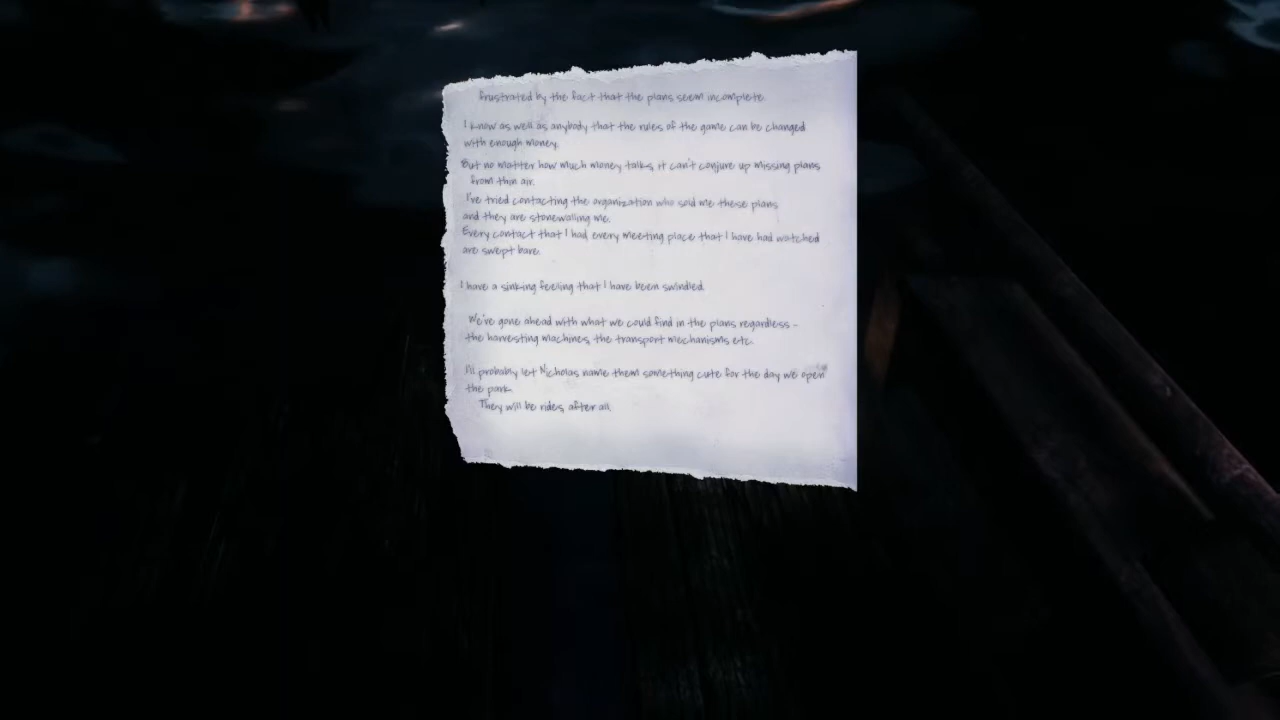 frustrated by the fact that the plans seem incomplete.
I know as well as anybody that the rules of the game can be changed
with enough money.
But no matter how much money talks, it can't conjure up missing plans
from thin air.
I've tried contacting the organization who sold me these plans
and they are stonewalling me.
Every contact that I had, every meeting place that I have had watched
are swept bare.
I have a sinking feeling that I have been swindled.
We've gone ahead with what we could find in the plans regardless -
the harvesting machines, the transport mechanisms etc.
I'll probably let Nicholas name them something cute for the day we open
the park.
They will be rides, after all.